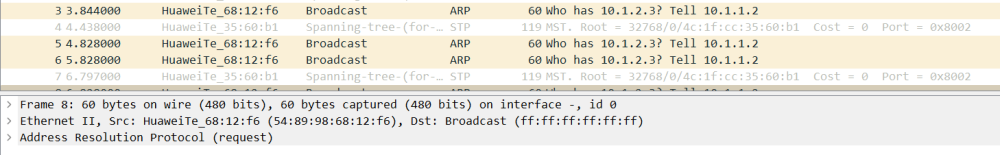 3 3.844000 HuaweiTe_68:12:f6 Broadcast ARP 60 Who has 10.1.2.3? Tell 10.1.1.2
4 4.438000 HuaweiTe_35:60:b1 Spanning-tree-(for-… STP 119 MST. Root = 32768/0/4c:1f:cc:35:60:b1 Cost = 0 Port = 0x8002
5 4.828000 HuaweiTe_68:12:f6 Broadcast ARP 60 Who has 10.1.2.3? Tell 10.1.1.2
6 5.828000 HuaweiTe_68:12:f6 Broadcast ARP 60 Who has 10.1.2.3? Tell 10.1.1.2
7 6.797000 HuaweiTe_35:60:b1 Spanning-tree-(for-… STP 119 MST. Root = 32768/0/4c:1f:cc:35:60:b1 Cost = 0 Port = 0x8002
Frame 8: 60 bytes on wire (480 bits), 60 bytes captured (480 bits) on interface -, id 0
Ethernet II, Src: HuaweiTe_68:12:f6 (54:89:98:68:12:f6), Dst: Broadcast (ff:ff:ff:ff:ff:ff)
Address Resolution Protocol (request)